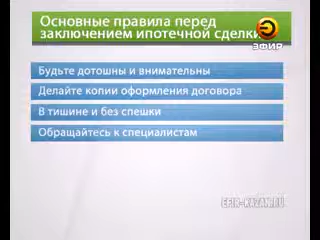 Основные правила перед
заключением ипотечной сделки
ЭФИР
Будьте дотошны и внимательны
Делайте копии оформления договора
В тишине и без спешки
Обращайтесь к специалистам
EFIR-KAZAN.RU